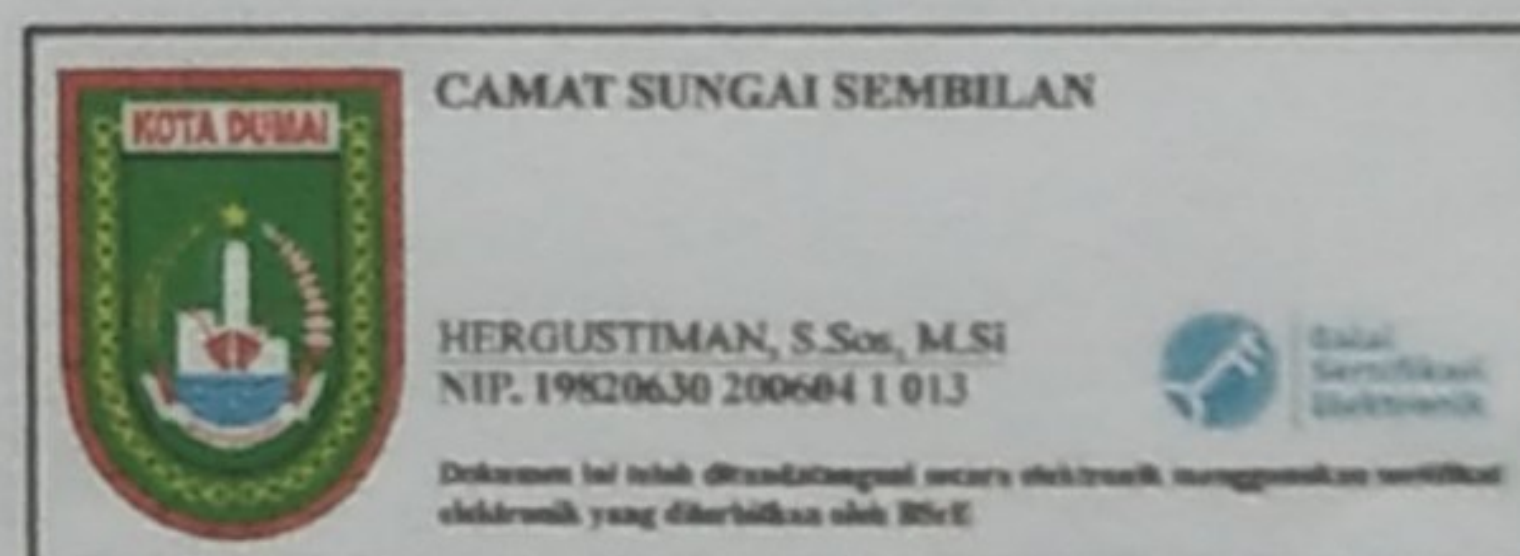 CAMAT SUNGAI SEMBILAN
KOTA DUMAI
HERGUSTIMAN, S.Sos, M.Si
NIP. 19820630 200604 1 013
Balai
Sertifikasi
Elektronik
Dokumen ini telah ditandatangani secara elektronik menggunakan sertifikat
elektronik yang diterbitkan oleh BSrE